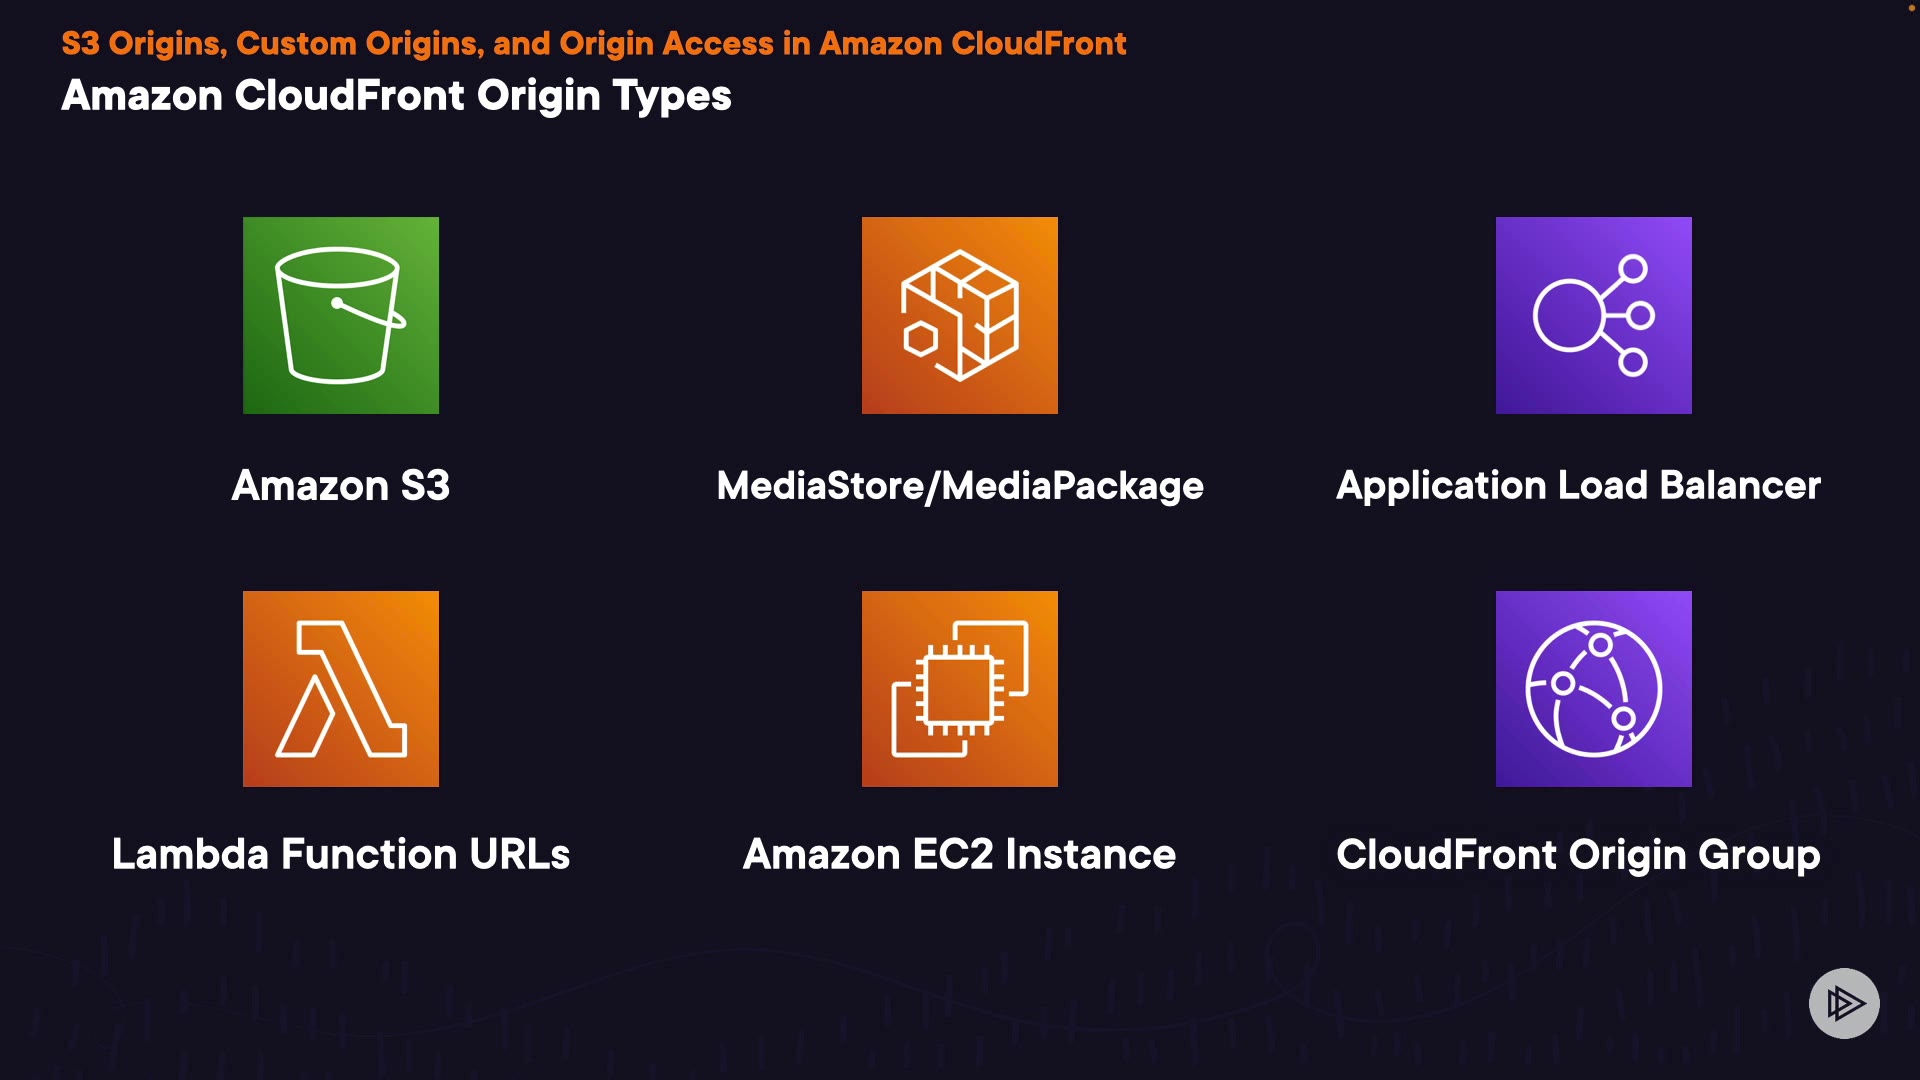 S3 Origins, Custom Origins, and Origin Access in Amazon CloudFront
Amazon CloudFront Origin Types
Amazon S3
MediaStore/MediaPackage
Application Load Balancer
Lambda Function URLs
Amazon EC2 Instance
CloudFront Origin Group